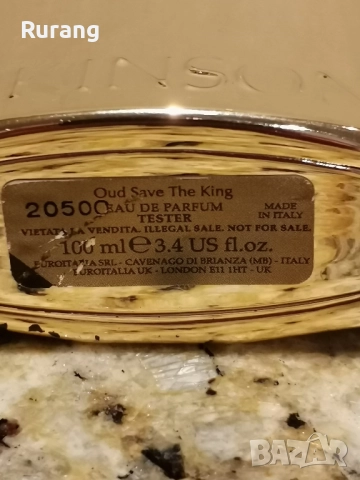 Rurang
LINSON
Oud Save The King
20500 EAU DE PARFUM
TESTER
MADE
IN ITALY
VIETATA LA VENDITA. ILLEGAL SALE. NOT FOR SALE.
100 ml ℮ 3.4 US fl.oz.
EUROITALIA SRL - CAVENAGO DI BRIANZA (MB) - ITALY
EUROITALIA UK - LONDON E11 1HT - UK
BAZAR